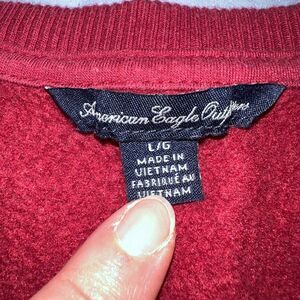 American Eagle Outfitters
L/G
MADE IN
VIETNAM
FABRIQUÉ AU
VIETNAM